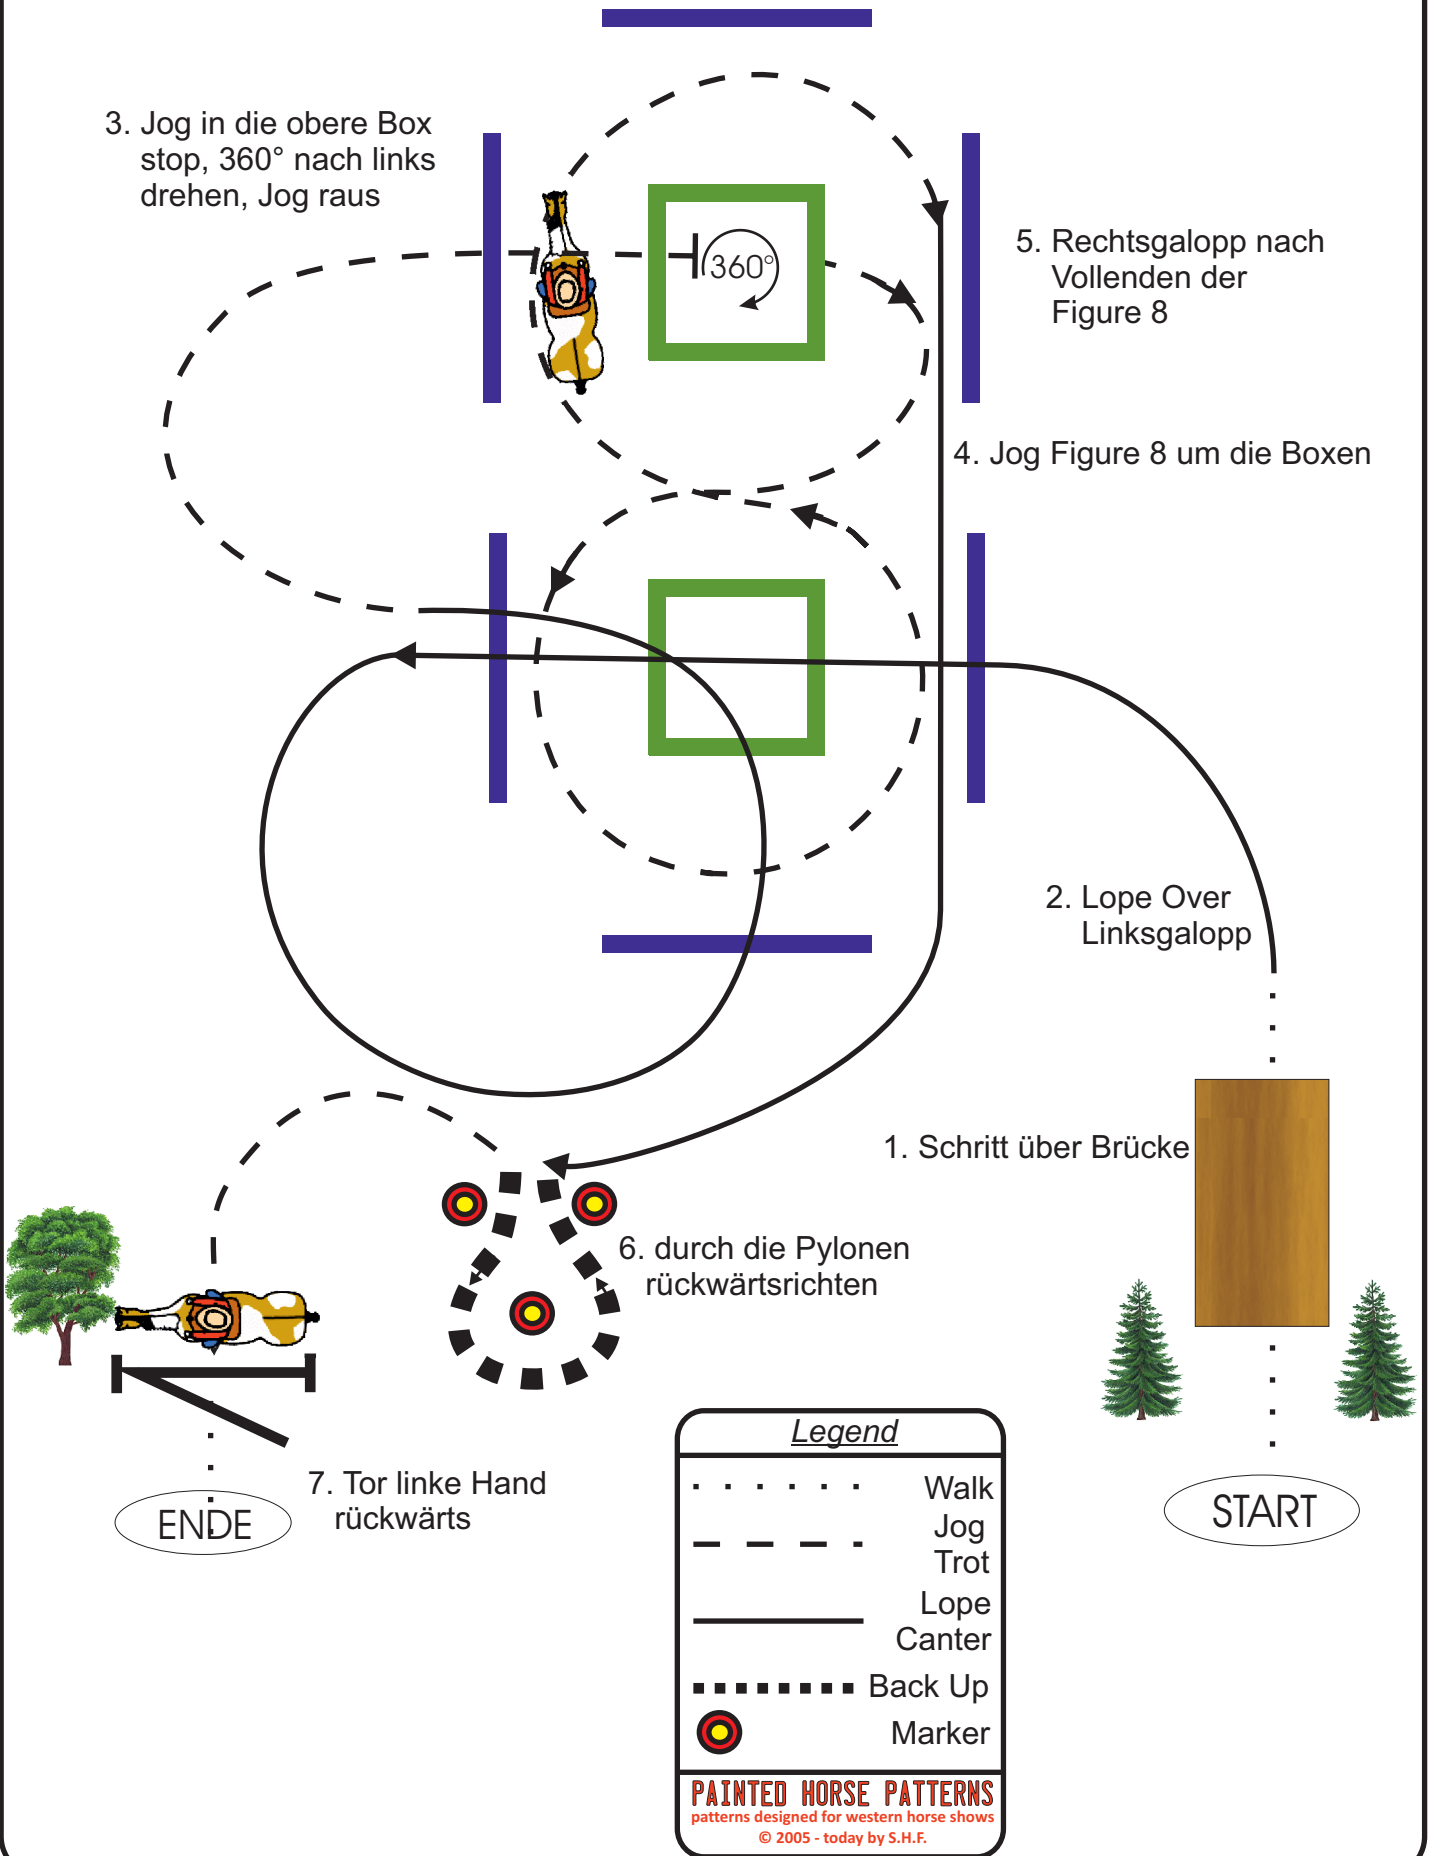 3. Jog in die obere Box
stop, 360° nach links
drehen, Jog raus
360°
5. Rechtsgalopp nach
Vollenden der
Figure 8
4. Jog Figure 8 um die Boxen
2. Lope Over
Linksgalopp
1. Schritt über Brücke
6. durch die Pylonen
rückwärtsrichten
7. Tor linke Hand
rückwärts
ENDE
START
Legend
Walk
Jog
Trot
Lope
Canter
Back Up
Marker
PAINTED HORSE PATTERNS
patterns designed for western horse shows
© 2005 - today by S.H.F.